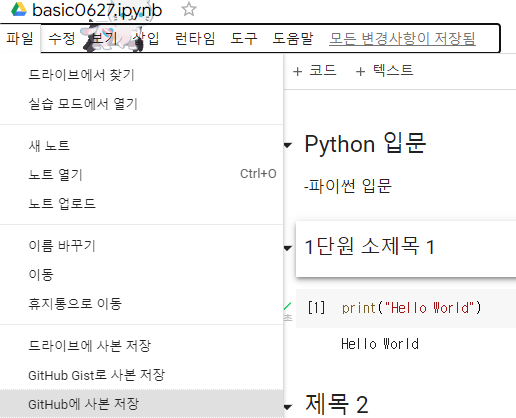 basic0627.ipynb
파일 수정 보기 삽입 런타임 도구 도움말 모든 변경사항이 저장됨
드라이브에서 찾기
실습 모드에서 열기
새 노트
노트 열기 Ctrl+O
노트 업로드
이름 바꾸기
이동
휴지통으로 이동
드라이브에 사본 저장
GitHub Gist로 사본 저장
GitHub에 사본 저장
+ 코드 + 텍스트
Python 입문
-파이썬 입문
1단원 소제목 1
[1] print("Hello World")
초
Hello World
제목 2